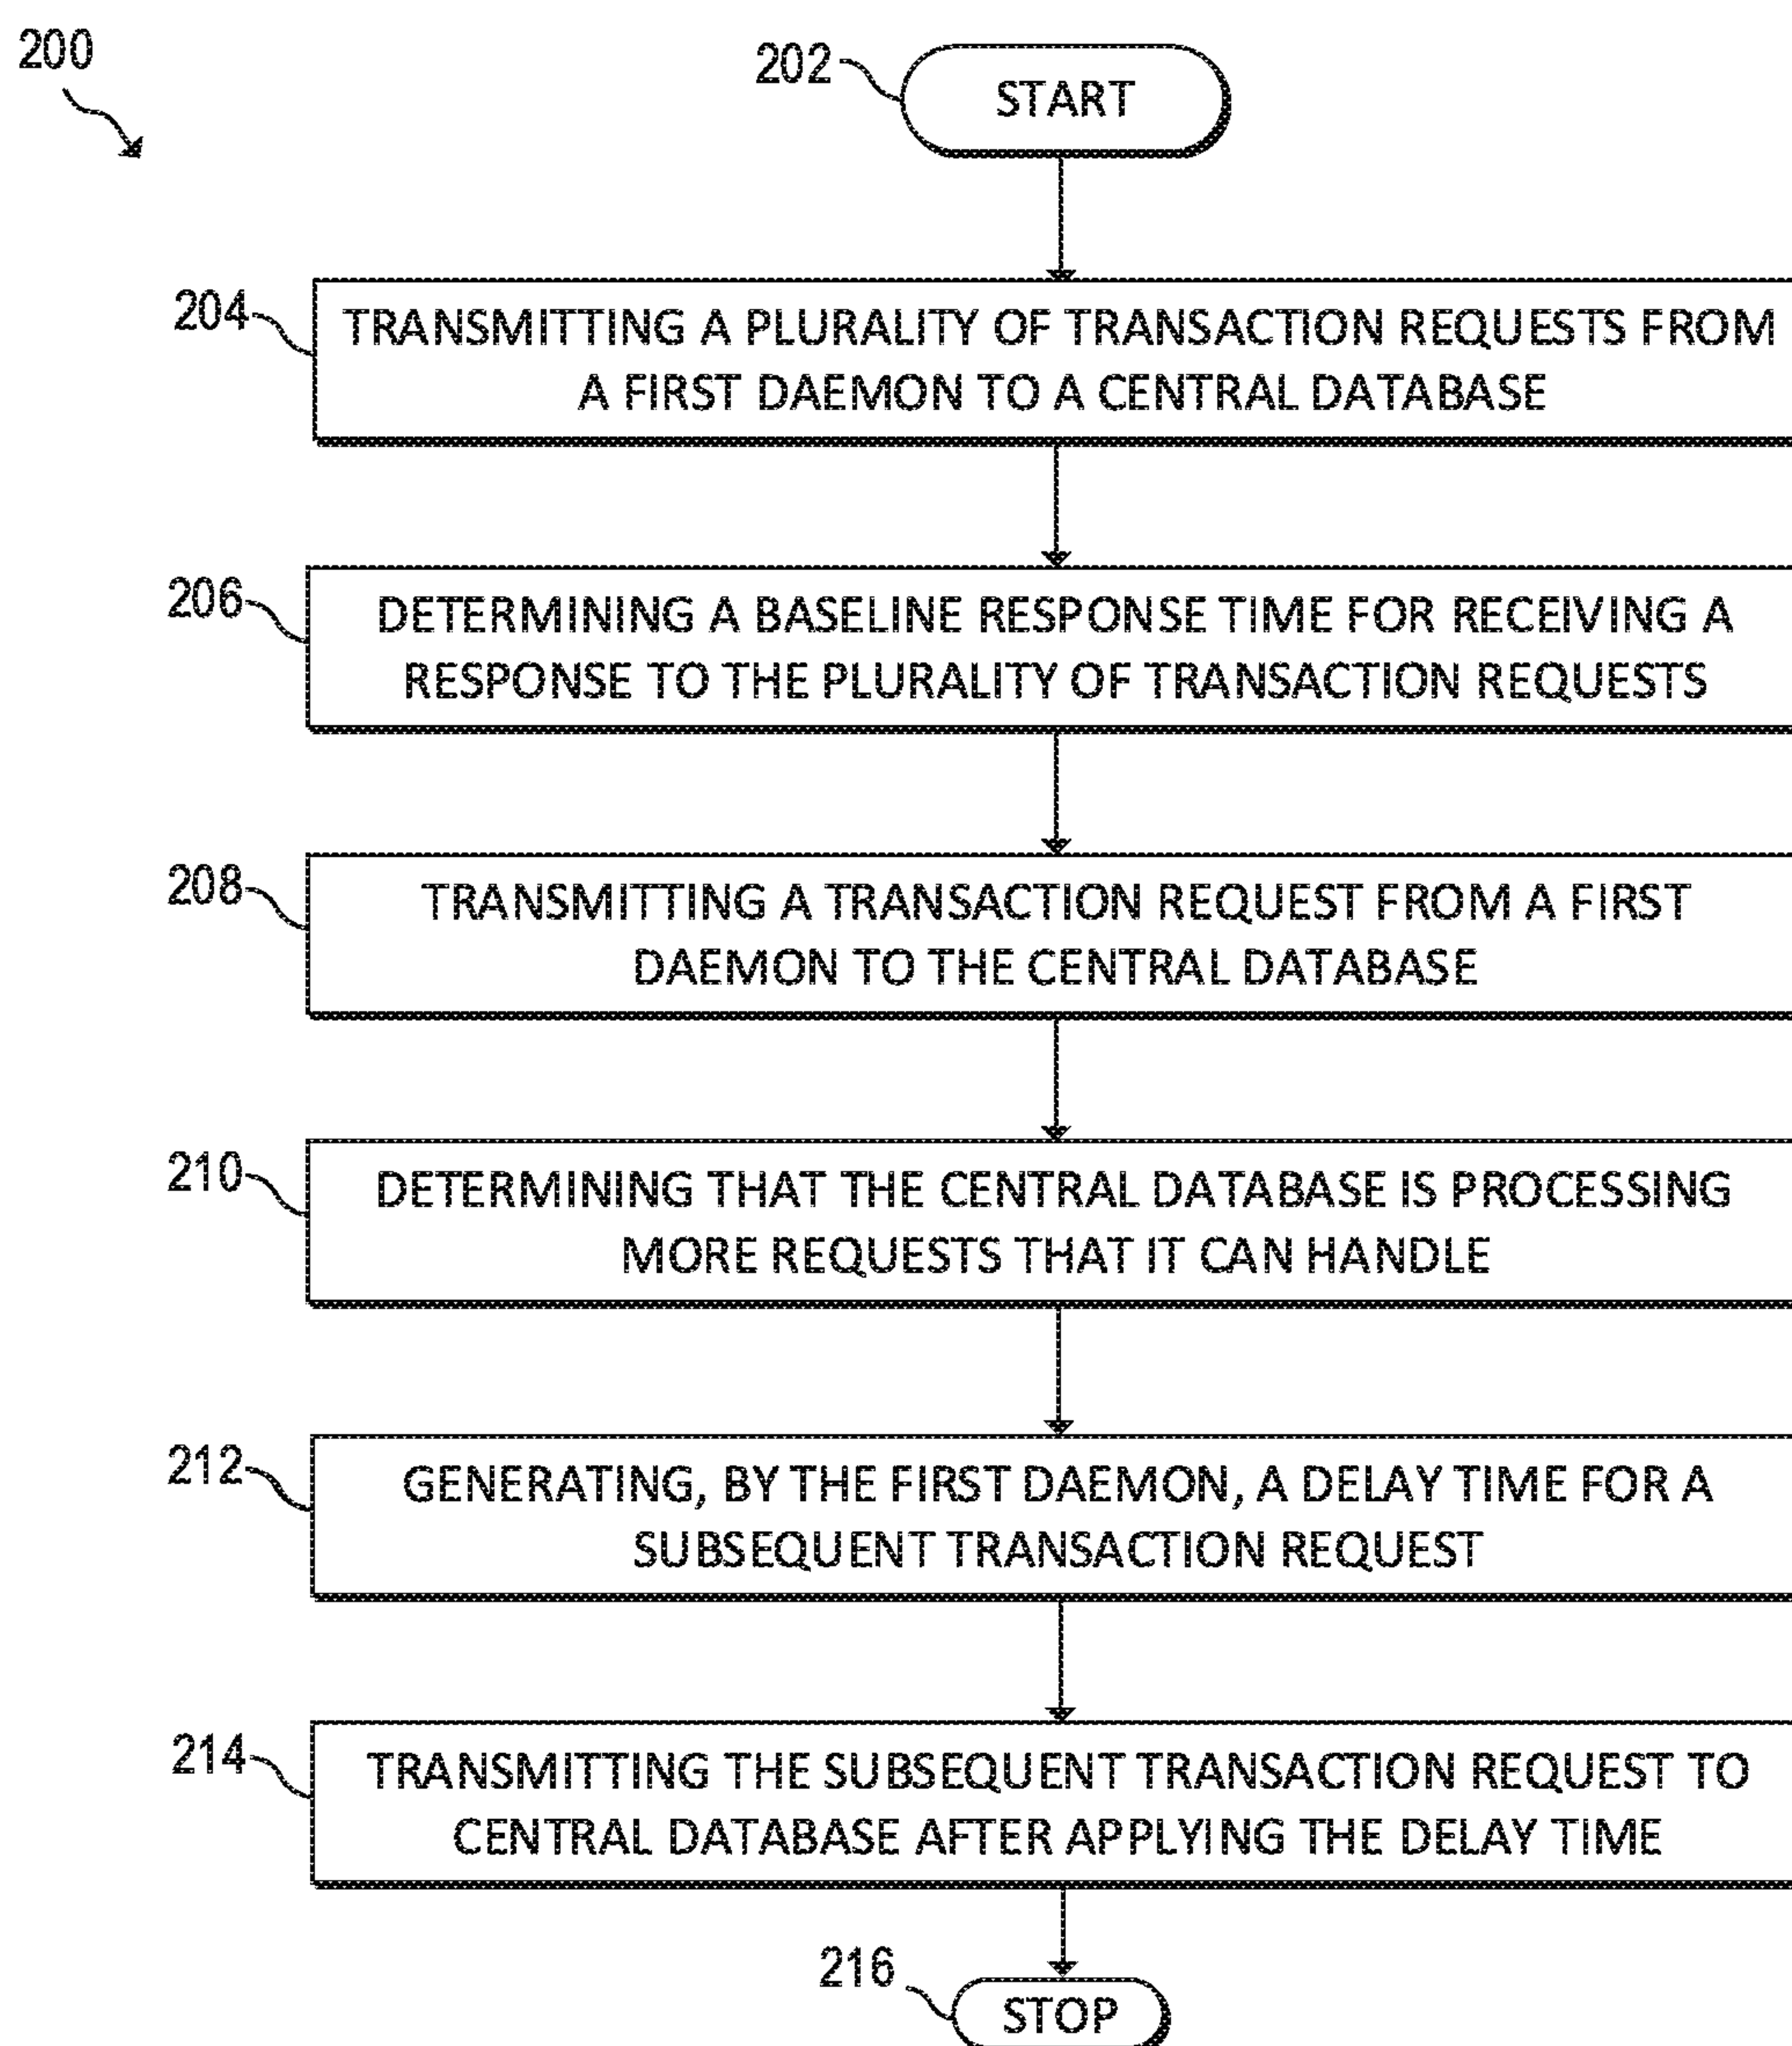 200
202
START
204
TRANSMITTING A PLURALITY OF TRANSACTION REQUESTS FROM
A FIRST DAEMON TO A CENTRAL DATABASE
206
DETERMINING A BASELINE RESPONSE TIME FOR RECEIVING A
RESPONSE TO THE PLURALITY OF TRANSACTION REQUESTS
208
TRANSMITTING A TRANSACTION REQUEST FROM A FIRST
DAEMON TO THE CENTRAL DATABASE
210
DETERMINING THAT THE CENTRAL DATABASE IS PROCESSING
MORE REQUESTS THAT IT CAN HANDLE
212
GENERATING, BY THE FIRST DAEMON, A DELAY TIME FOR A
SUBSEQUENT TRANSACTION REQUEST
214
TRANSMITTING THE SUBSEQUENT TRANSACTION REQUEST TO
CENTRAL DATABASE AFTER APPLYING THE DELAY TIME
216
STOP